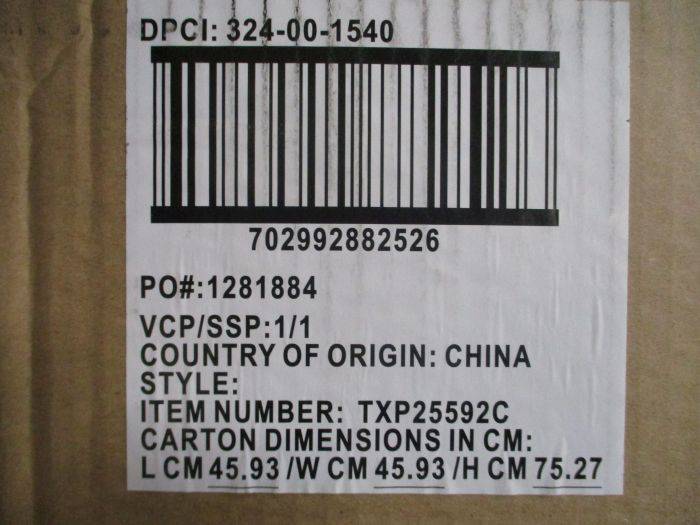 DPCI: 324-00-1540
702992882526
PO#:1281884
VCP/SSP:1/1
COUNTRY OF ORIGIN: CHINA
STYLE:
ITEM NUMBER: TXP25592C
CARTON DIMENSIONS IN CM:
L CM 45.93 /W CM 45.93 /H CM 75.27